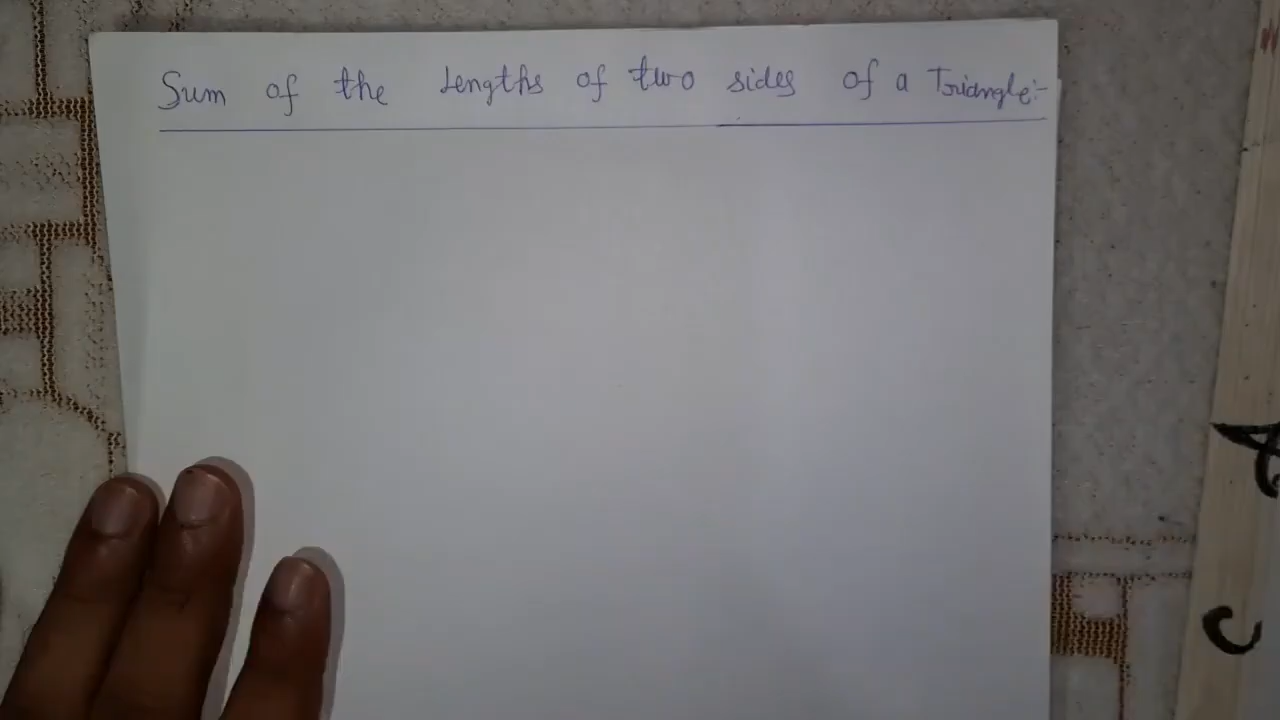 Sum of the Lengths of two sides of a Triangle:-